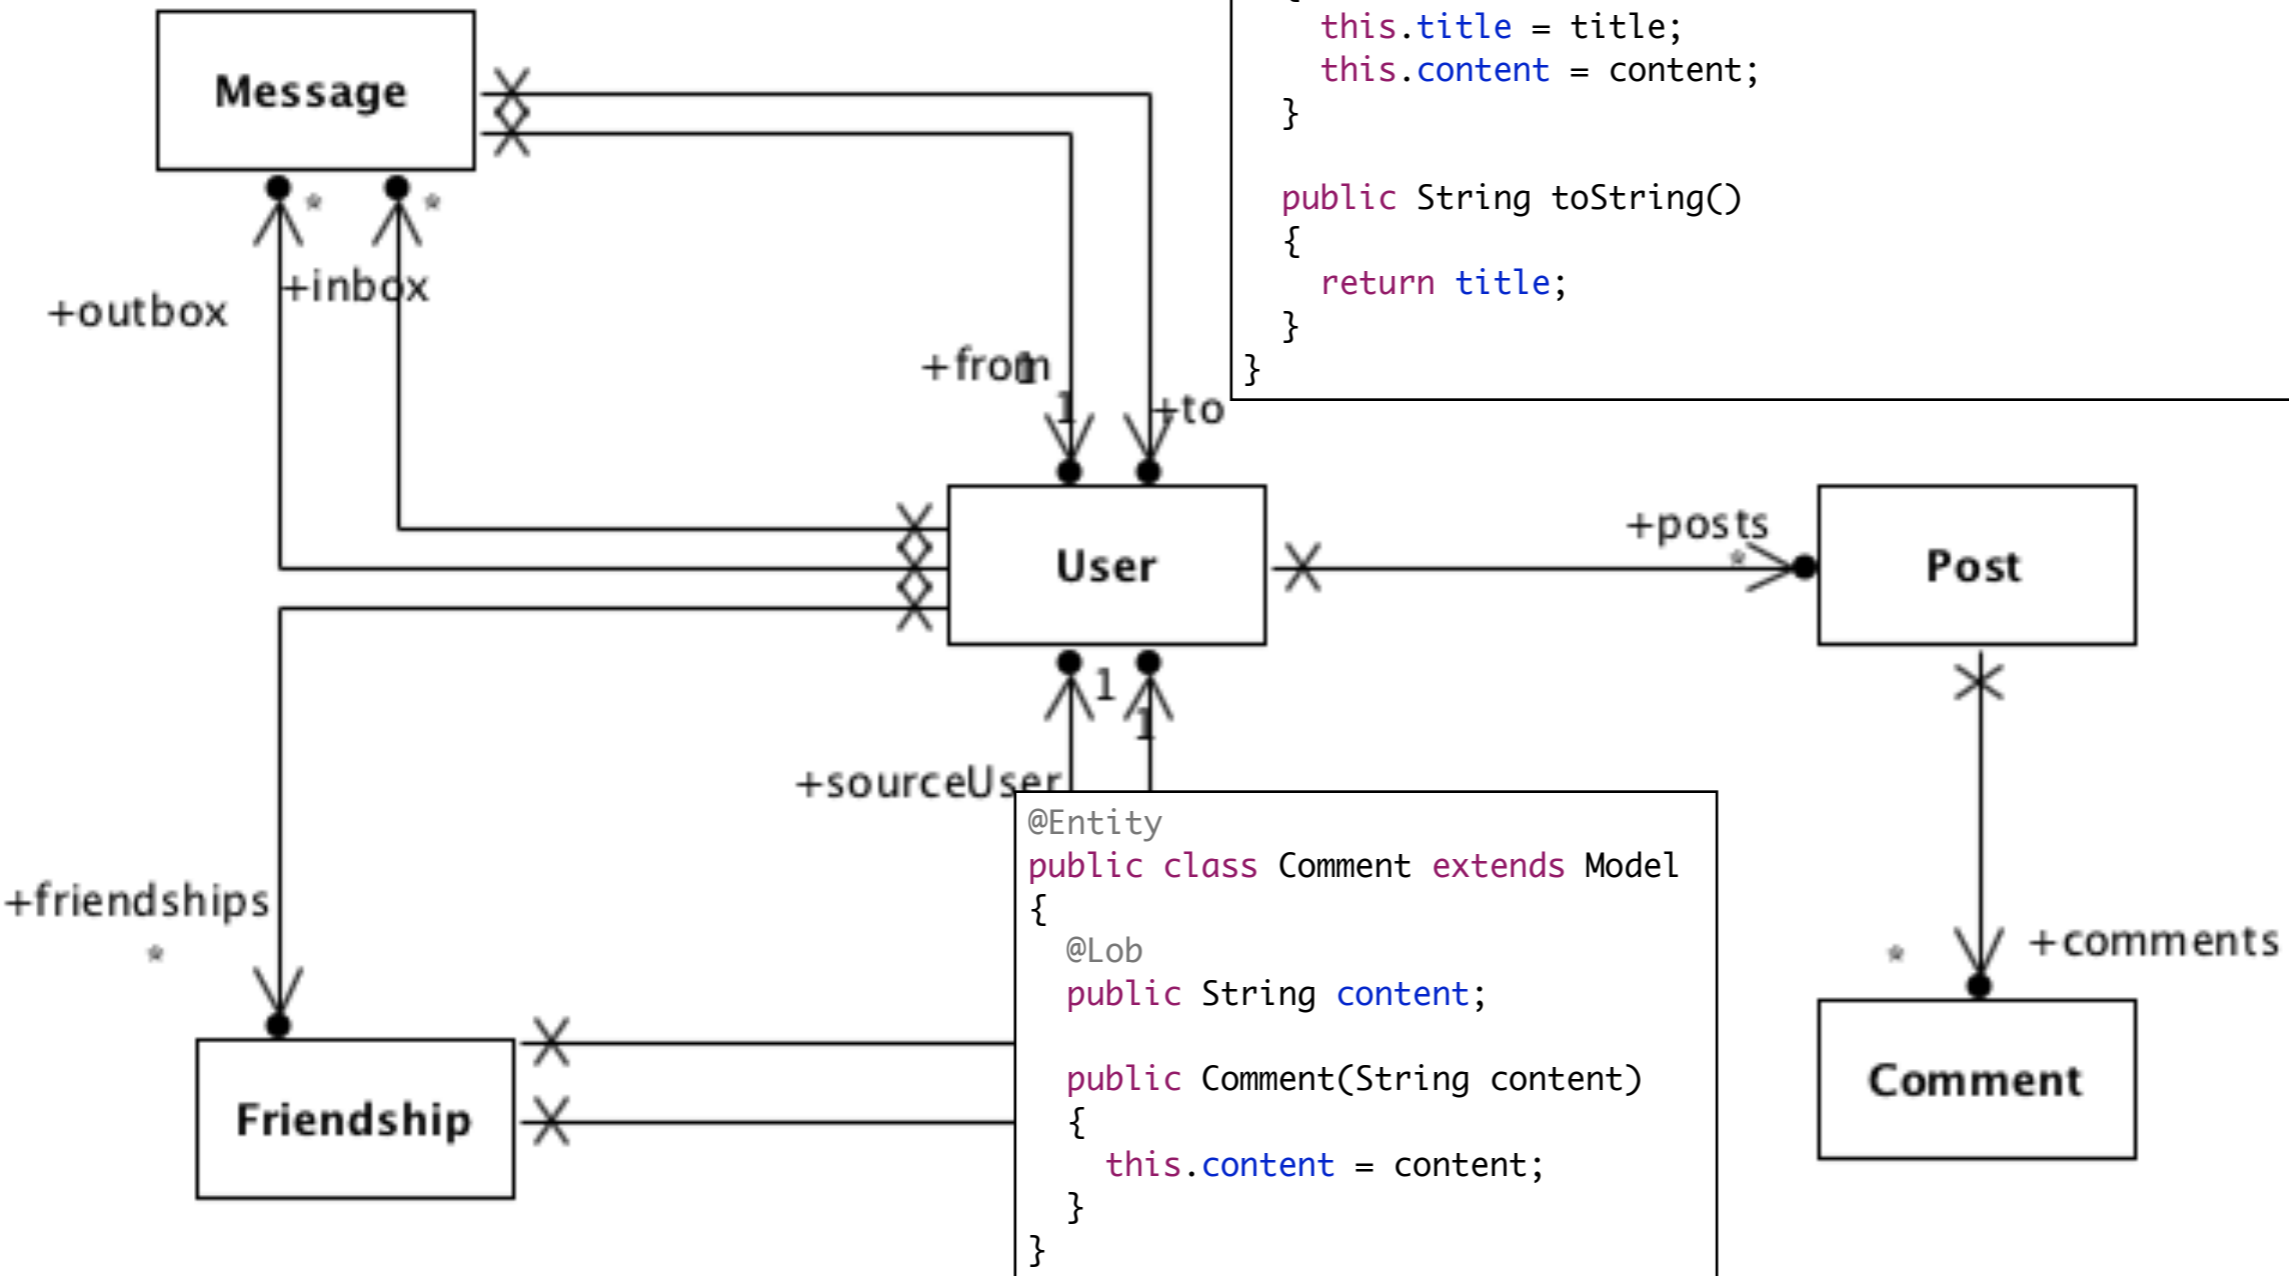 this.title = title;
this.content = content;
}
public String toString()
{
return title;
}
}
Message
*
*
+outbox
+inbox
+from
1
1
+to
User
+posts
*
Post
1
1
+sourceUser
+friendships
*
Friendship
@Entity
public class Comment extends Model
{
@Lob
public String content;
public Comment(String content)
{
this.content = content;
}
}
*
+comments
Comment